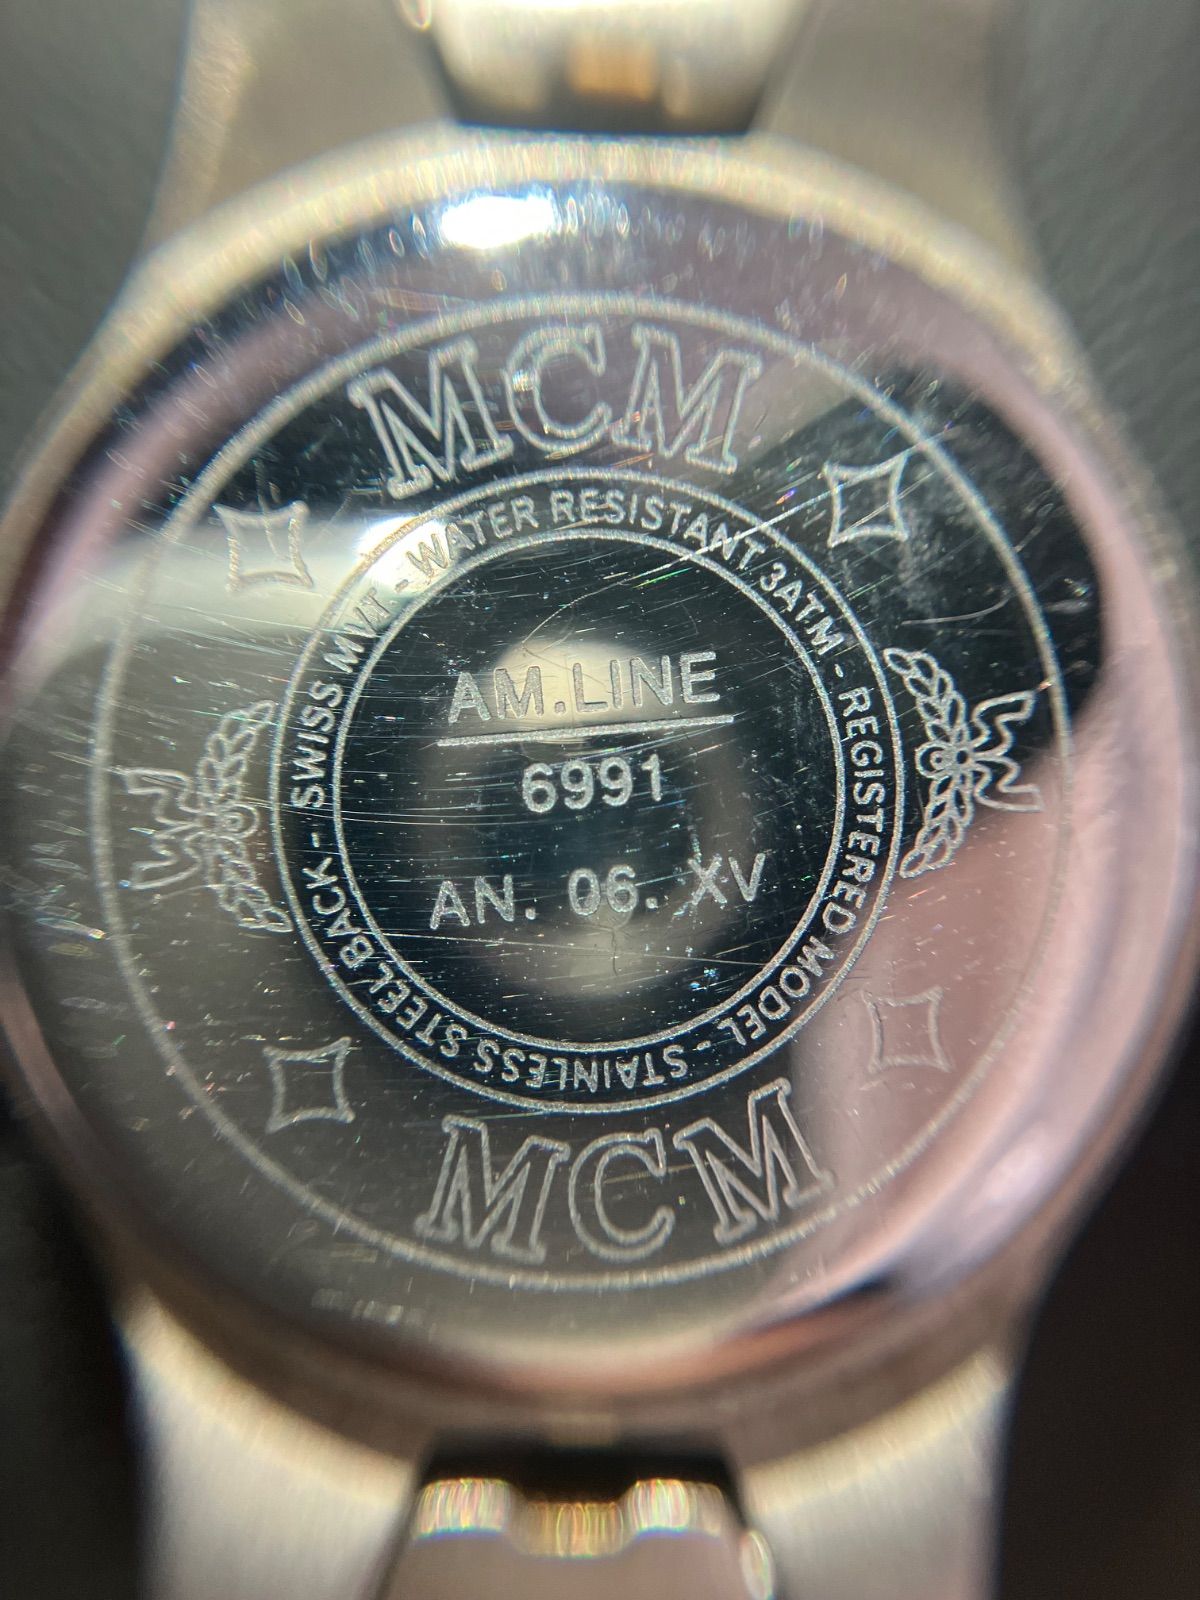 MCM
SWISS MVT - WATER RESISTANT 3ATM - REGISTERED MODEL - STAINLESS STEEL BACK -
AM.LINE
6991
AN. 06. XV
MCM